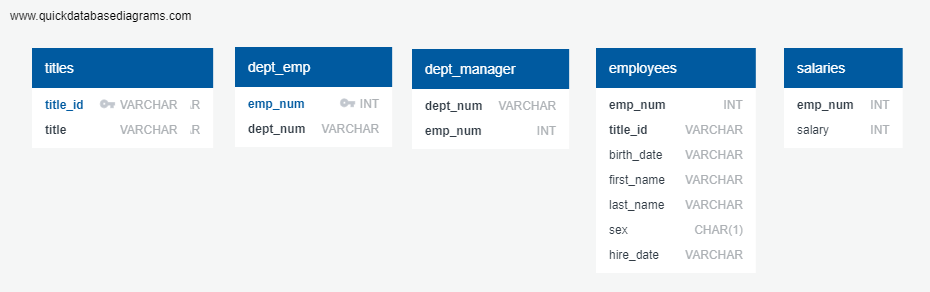 www.quickdatabasediagrams.com
titles
title_id VARCHAR .R
title VARCHAR .R
dept_emp
emp_num INT
dept_num VARCHAR
dept_manager
dept_num VARCHAR
emp_num INT
employees
emp_num INT
title_id VARCHAR
birth_date VARCHAR
first_name VARCHAR
last_name VARCHAR
sex CHAR(1)
hire_date VARCHAR
salaries
emp_num INT
salary INT